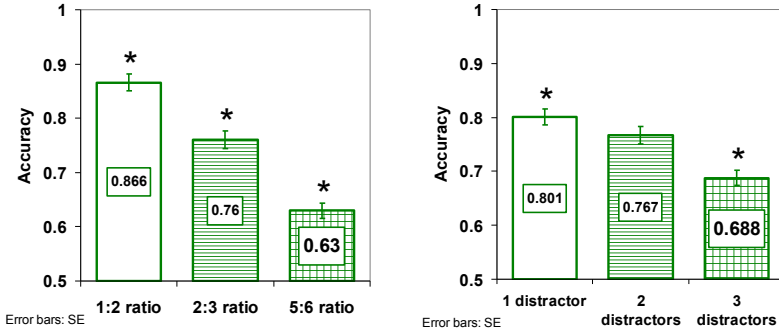 1
0.9
0.8
0.7
0.6
0.5
Accuracy
*
*
*
0.866
0.76
0.63
1:2 ratio
2:3 ratio
5:6 ratio
Error bars: SE
1
0.9
0.8
0.7
0.6
0.5
Accuracy
*
*
0.801
0.767
0.688
1 distractor
2
distractors
3
distractors
Error bars: SE